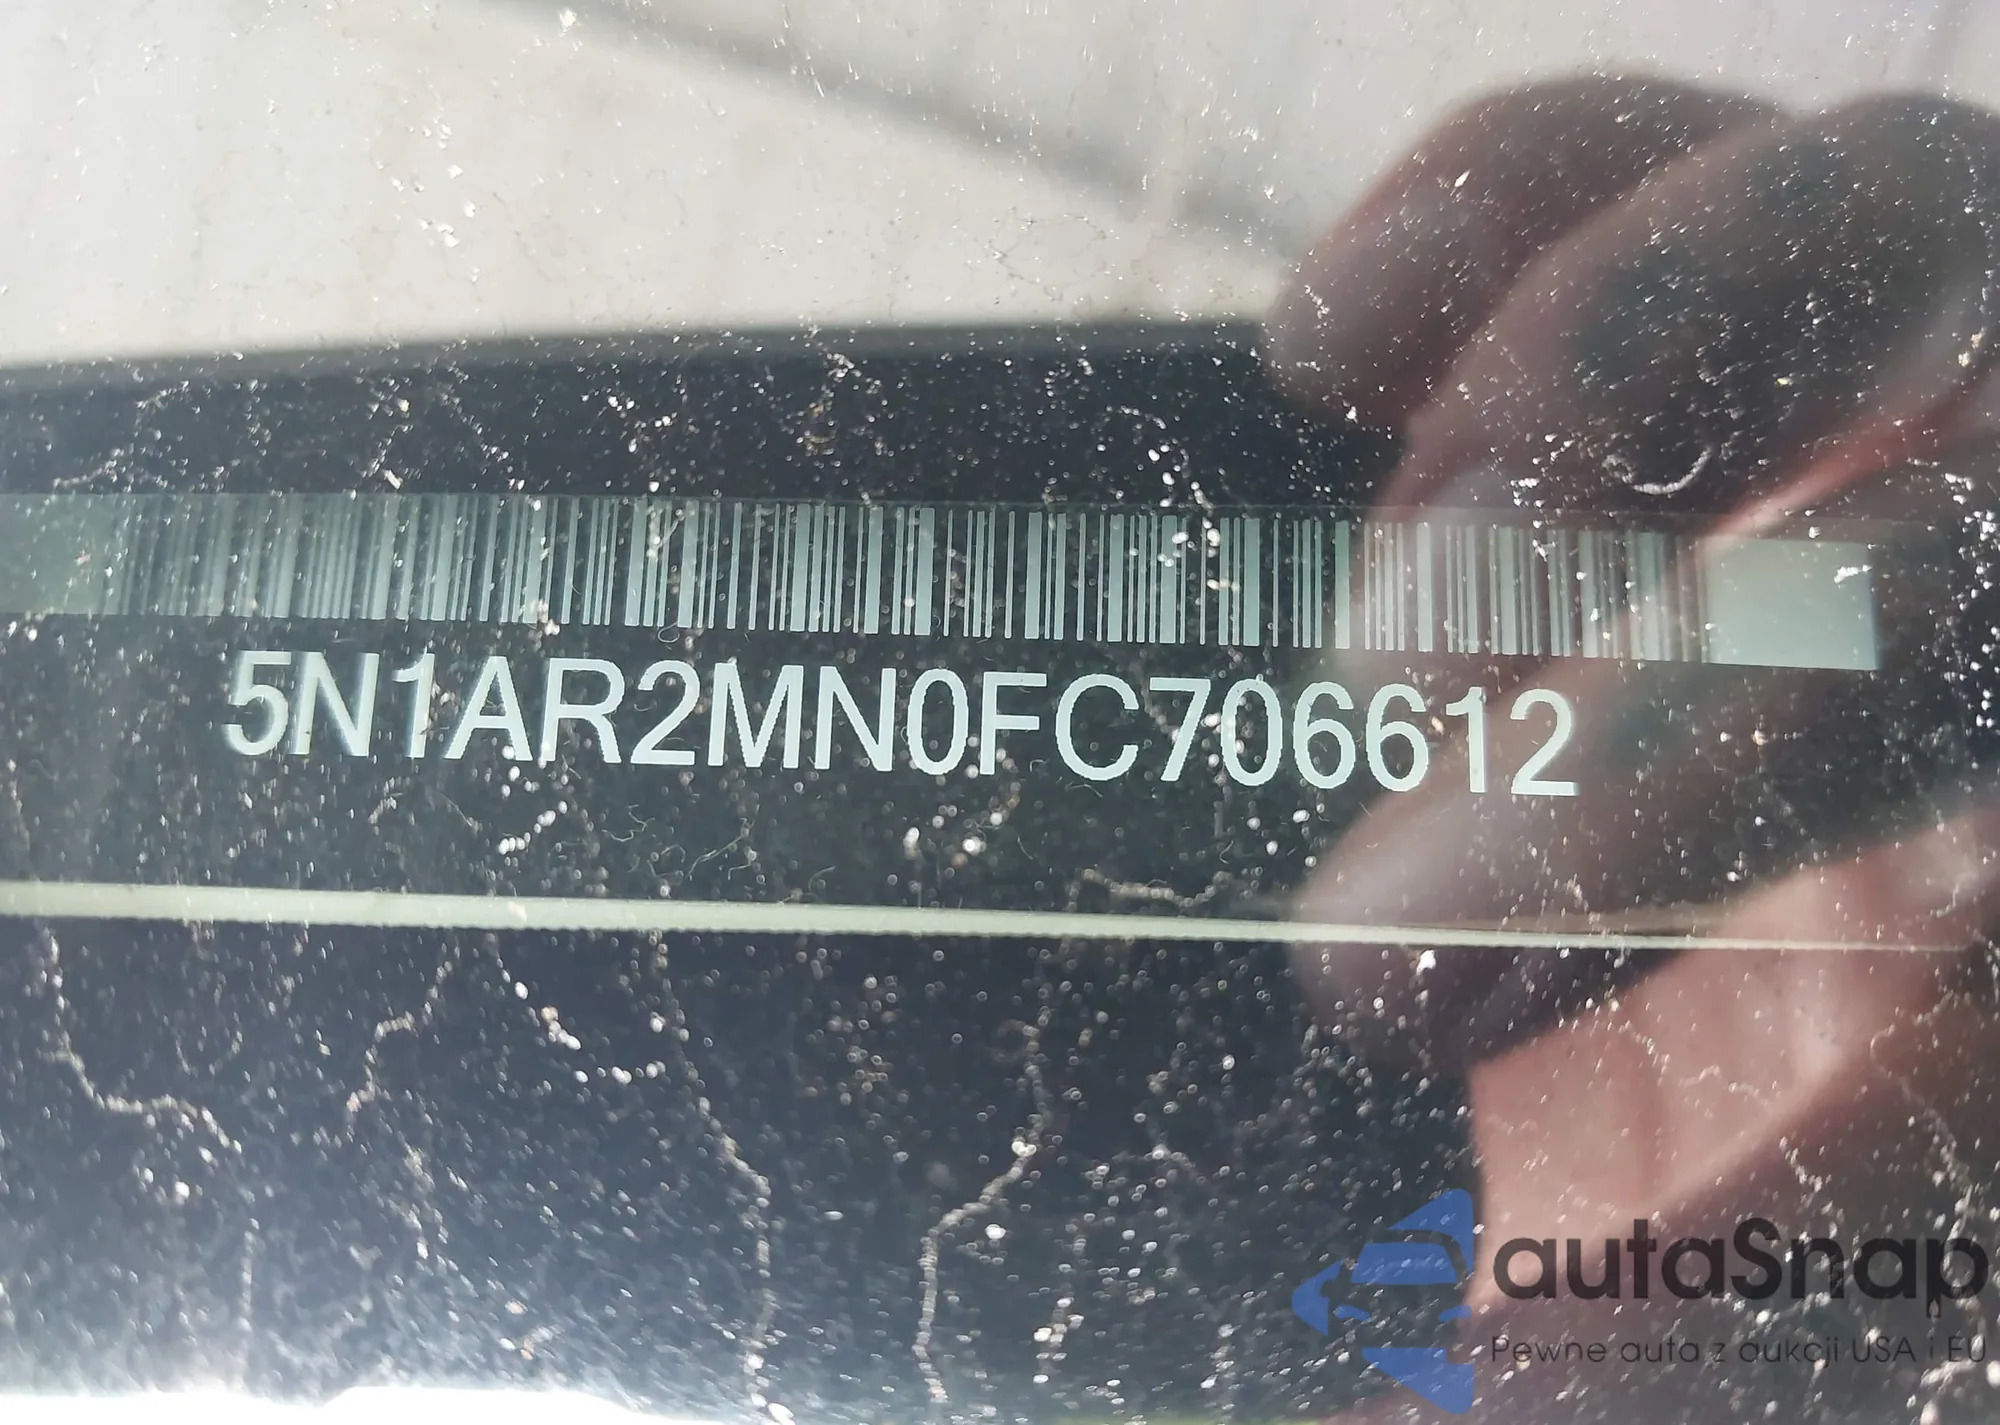 5N1AR2MN0FC706612
autaSnap
Pewne auta z aukcji USA i EU